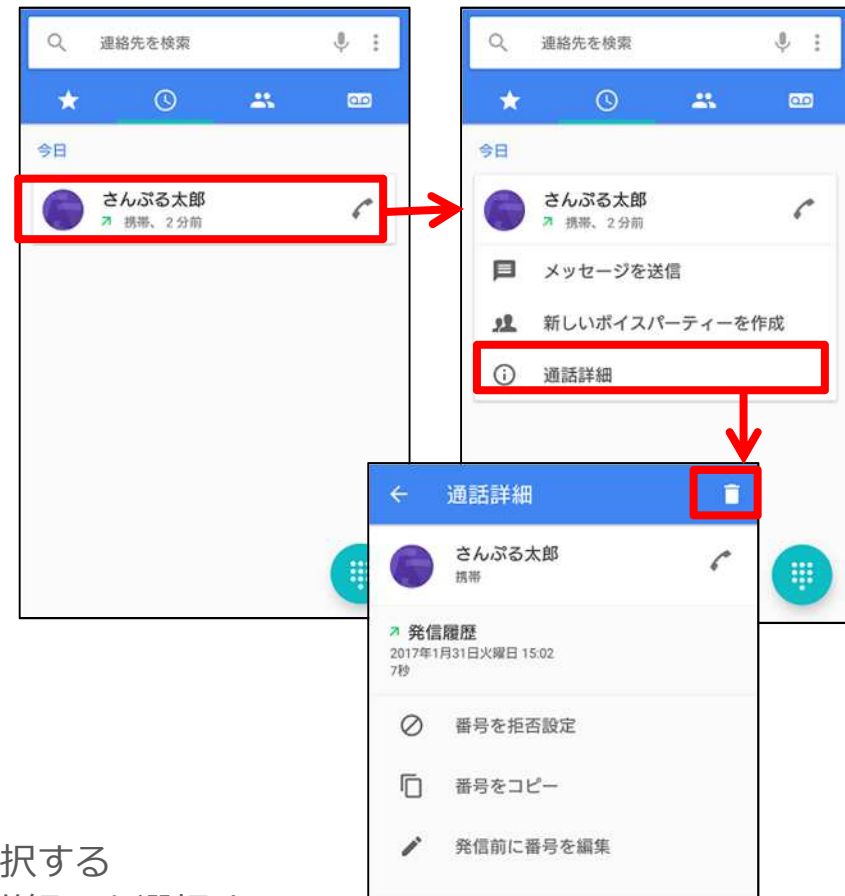 連絡先を検索
今日
さんぷる太郎
携帯、2分前
連絡先を検索
今日
さんぷる太郎
携帯、2分前
メッセージを送信
新しいボイスパーティーを作成
通話詳細
通話詳細
さんぷる太郎
携帯
発信履歴
2017年1月31日火曜日 15:02
7秒
番号を拒否設定
番号をコピー
発信前に番号を編集
択する